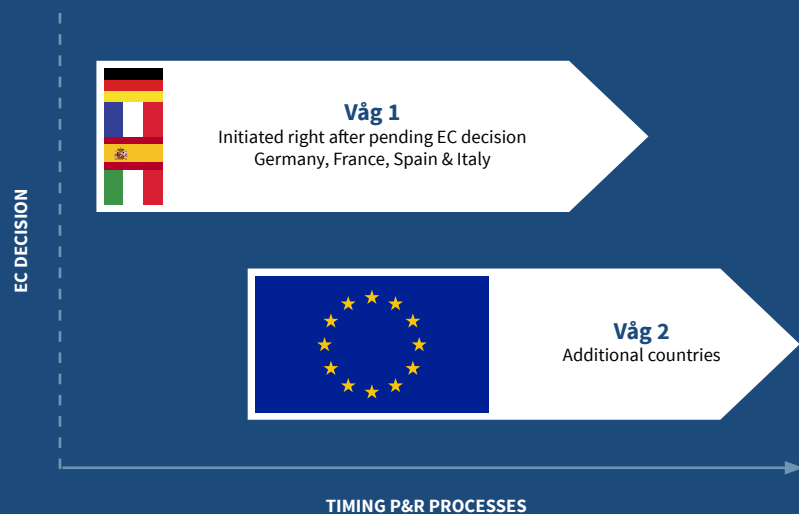 Våg 1
Initiated right after pending EC decision
Germany, France, Spain & Italy
EC DECISION
Våg 2
Additional countries
TIMING P&R PROCESSES